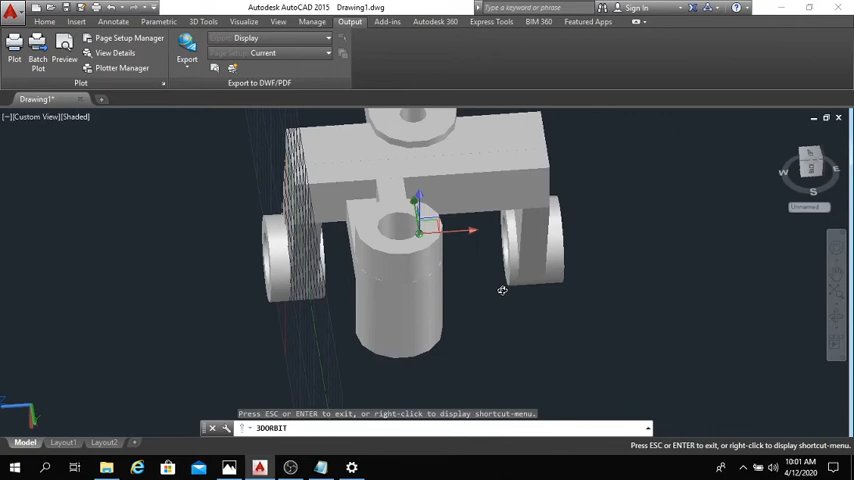 Autodesk AutoCAD 2015 Drawing1.dwg
Type a keyword or phrase
Sign In
Home Insert Annotate Parametric 3D Tools Visualize View Manage Output Add-ins Autodesk 360 Express Tools BIM 360 Featured Apps
Plot
Batch Plot
Preview
Page Setup Manager
View Details
Plotter Manager
Export
Export: Display
Page Setup: Current
Plot
Export to DWF/PDF
Drawing1*
[−][Custom View][Shaded]
W
E
S
Unnamed
Z
Press ESC or ENTER to exit, or right-click to display shortcut-menu.
3DORBIT
Model Layout1 Layout2
Press ESC or ENTER to exit, or right-click to display shortcut-menu.
10:01 AM
4/12/2020